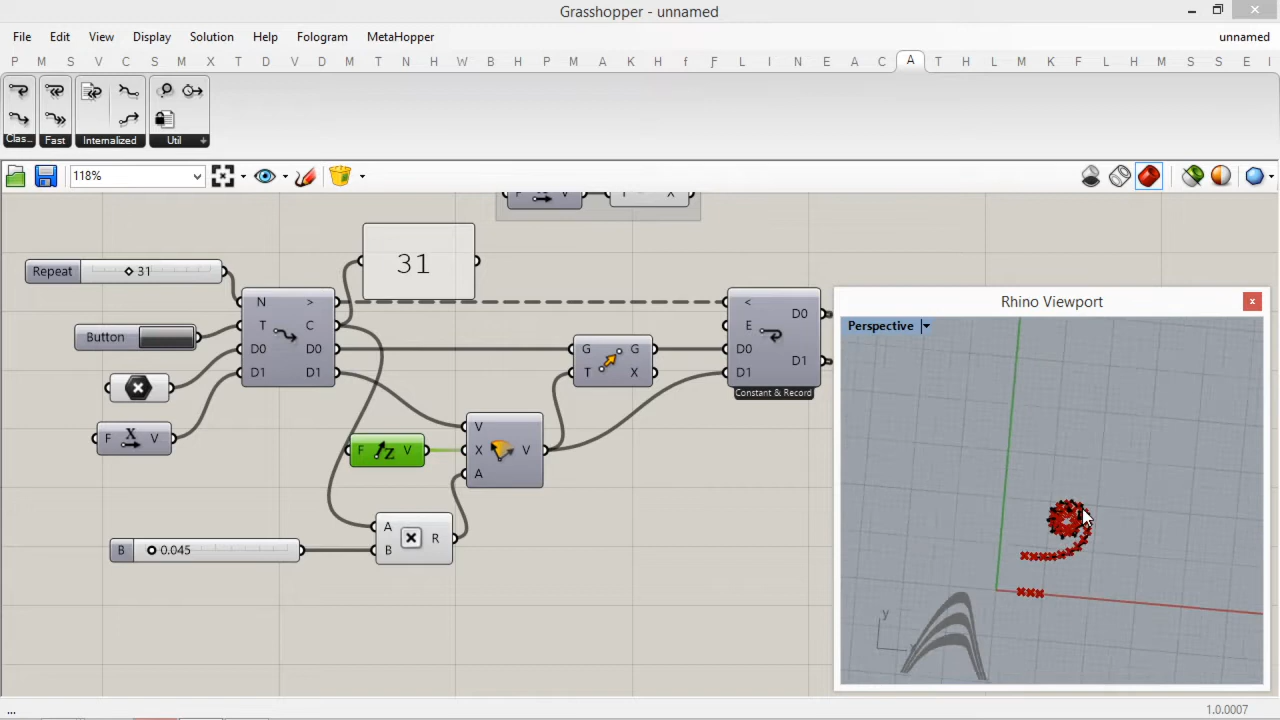 Grasshopper - unnamed
File Edit View Display Solution Help Fologram MetaHopper unnamed
P M S V C S M X T D V D M T N H W B H P M A K H f F L I N E A C A T H L M K F L N M S S E I
Clas... Fast Internalized Util
118%
31
Repeat 31
N > T C D0 D0 D1 D1
Button
F X V
F Z V
V X A V
G T G X
< E D0 D1 D0 D1
Constant & Record
A B R
B 0.045
Rhino Viewport
Perspective
y
...
1.0.0007